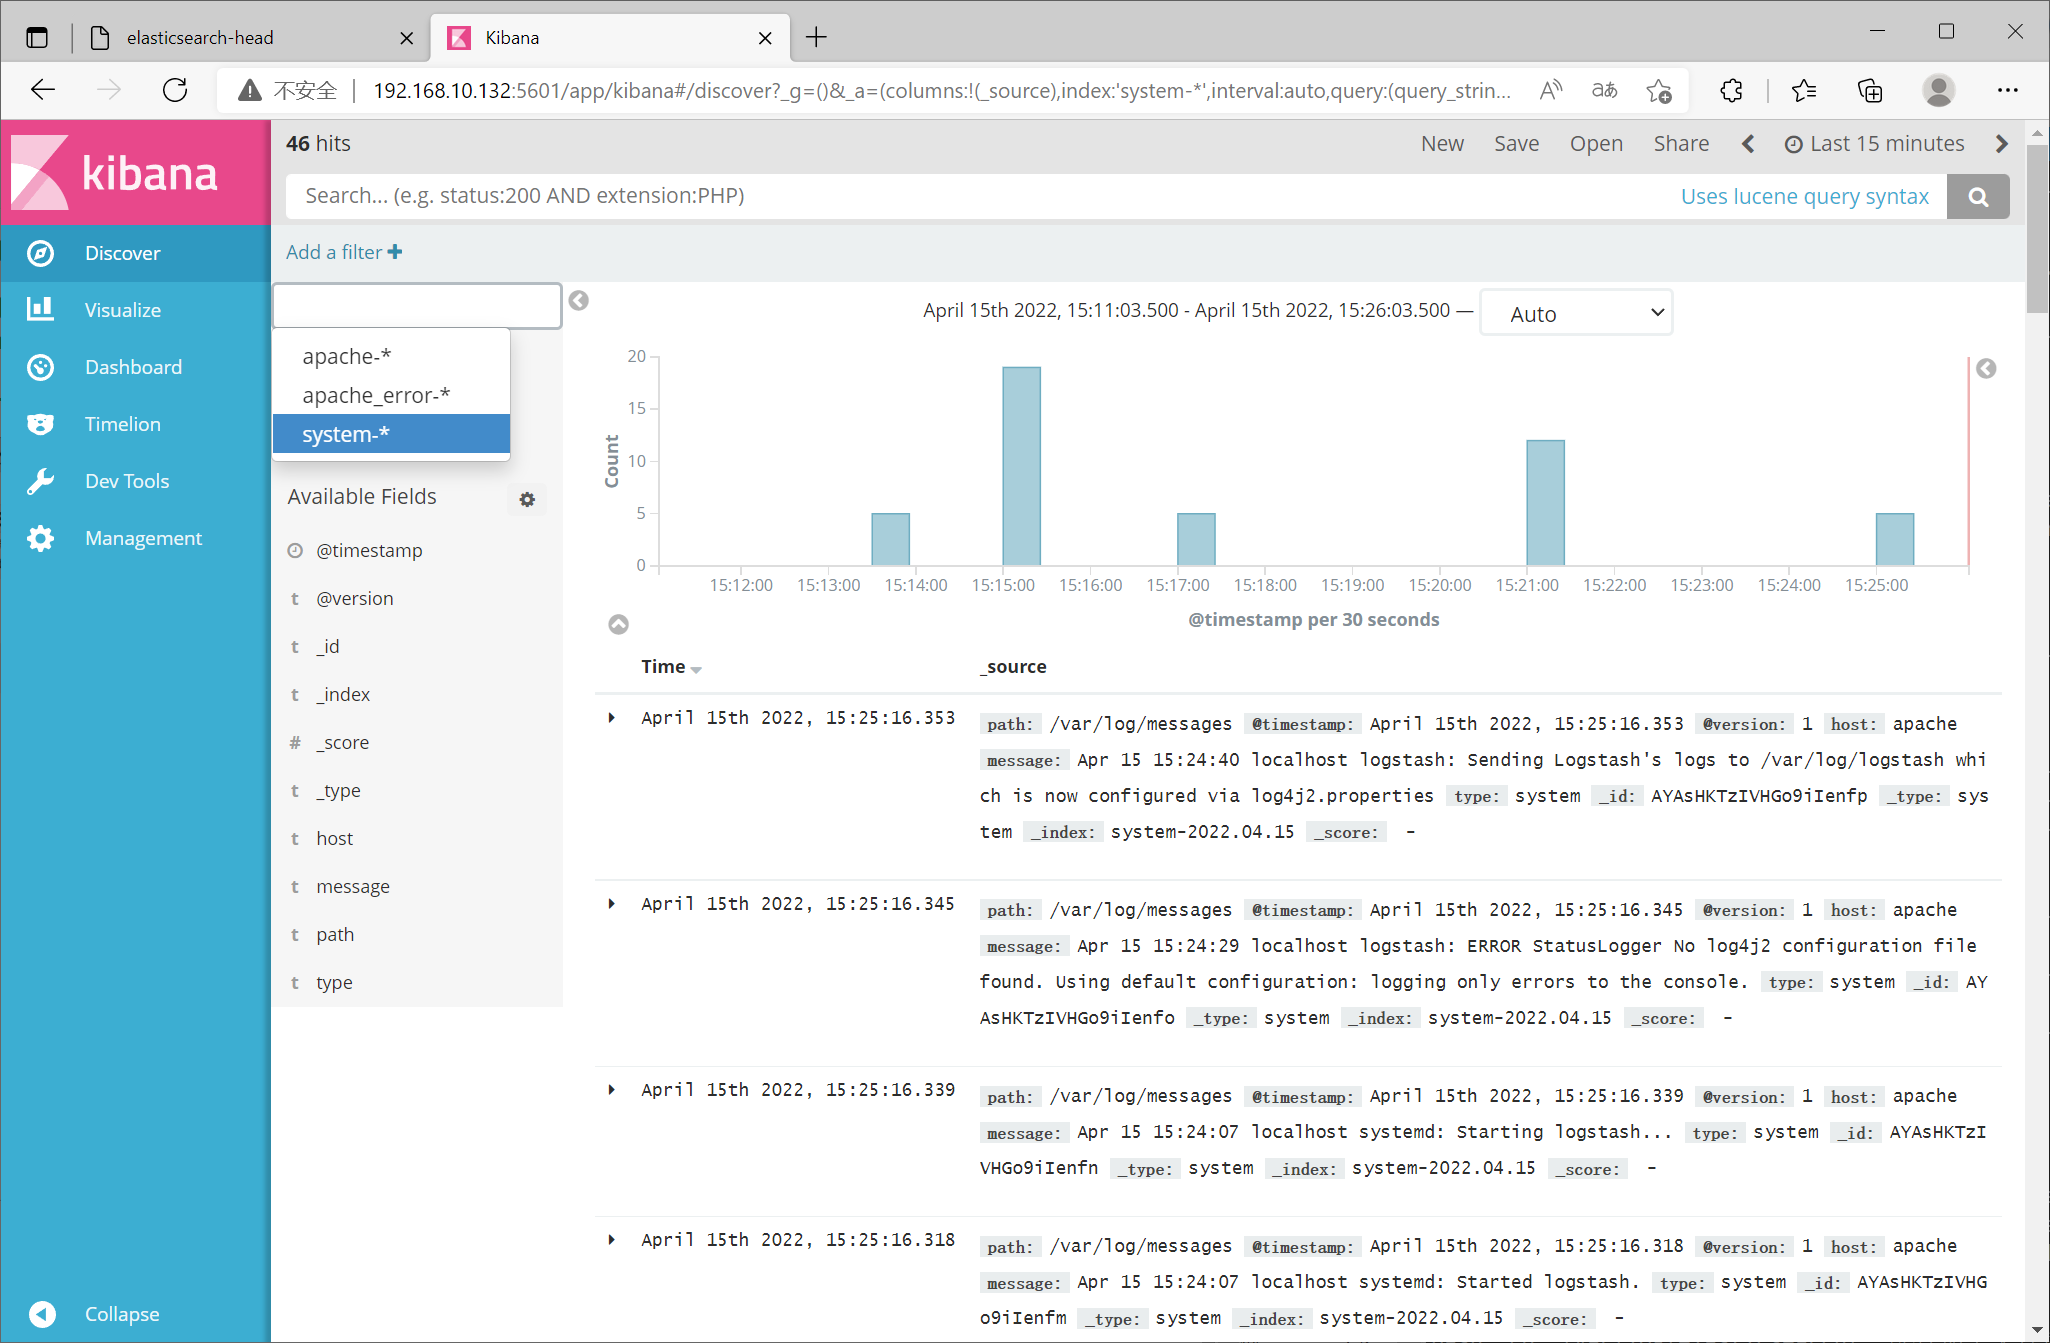 elasticsearch-head
Kibana
不安全
192.168.10.132:5601/app/kibana#/discover?_g=()&_a=(columns:!(_source),index:'system-*',interval:auto,query:(query_strin...
kibana
Discover
Visualize
Dashboard
Timelion
Dev Tools
Management
Collapse
46 hits
New Save Open Share Last 15 minutes
Search... (e.g. status:200 AND extension:PHP)
Uses lucene query syntax
Add a filter
apache-*
apache_error-*
system-*
Available Fields
@timestamp
t @version
t _id
t _index
# _score
t _type
t host
t message
t path
t type
April 15th 2022, 15:11:03.500 - April 15th 2022, 15:26:03.500 — Auto
20
15
10
5
0
Count
15:12:00 15:13:00 15:14:00 15:15:00 15:16:00 15:17:00 15:18:00 15:19:00 15:20:00 15:21:00 15:22:00 15:23:00 15:24:00 15:25:00
@timestamp per 30 seconds
Time _source
April 15th 2022, 15:25:16.353
path: /var/log/messages @timestamp: April 15th 2022, 15:25:16.353 @version: 1 host: apache
message: Apr 15 15:24:40 localhost logstash: Sending Logstash's logs to /var/log/logstash whi
ch is now configured via log4j2.properties type: system _id: AYAsHKTzIVHGo9iIenfp _type: sys
tem _index: system-2022.04.15 _score: -
April 15th 2022, 15:25:16.345
path: /var/log/messages @timestamp: April 15th 2022, 15:25:16.345 @version: 1 host: apache
message: Apr 15 15:24:29 localhost logstash: ERROR StatusLogger No log4j2 configuration file
found. Using default configuration: logging only errors to the console. type: system _id: AY
AsHKTzIVHGo9iIenfo _type: system _index: system-2022.04.15 _score: -
April 15th 2022, 15:25:16.339
path: /var/log/messages @timestamp: April 15th 2022, 15:25:16.339 @version: 1 host: apache
message: Apr 15 15:24:07 localhost systemd: Starting logstash... type: system _id: AYAsHKTzI
VHGo9iIenfn _type: system _index: system-2022.04.15 _score: -
April 15th 2022, 15:25:16.318
path: /var/log/messages @timestamp: April 15th 2022, 15:25:16.318 @version: 1 host: apache
message: Apr 15 15:24:07 localhost systemd: Started logstash. type: system _id: AYAsHKTzIVHG
o9iIenfm _type: system _index: system-2022.04.15 _score: -